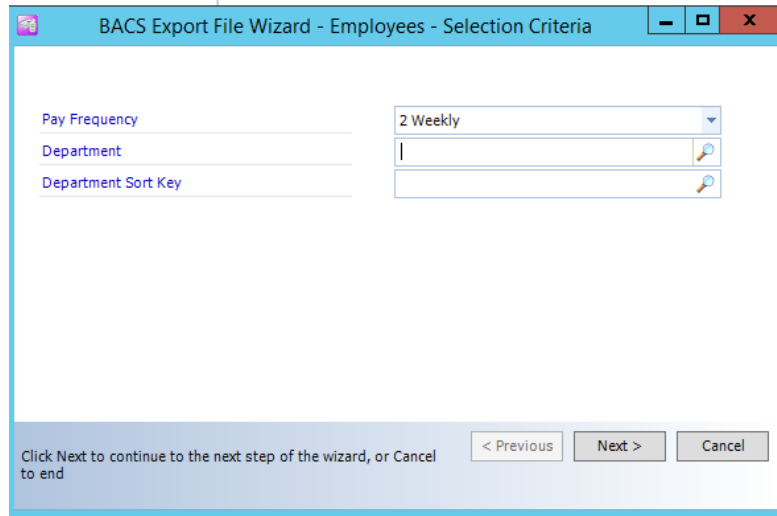 BACS Export File Wizard - Employees - Selection Criteria
Pay Frequency
2 Weekly
Department
Department Sort Key
Click Next to continue to the next step of the wizard, or Cancel
to end
< Previous
Next >
Cancel